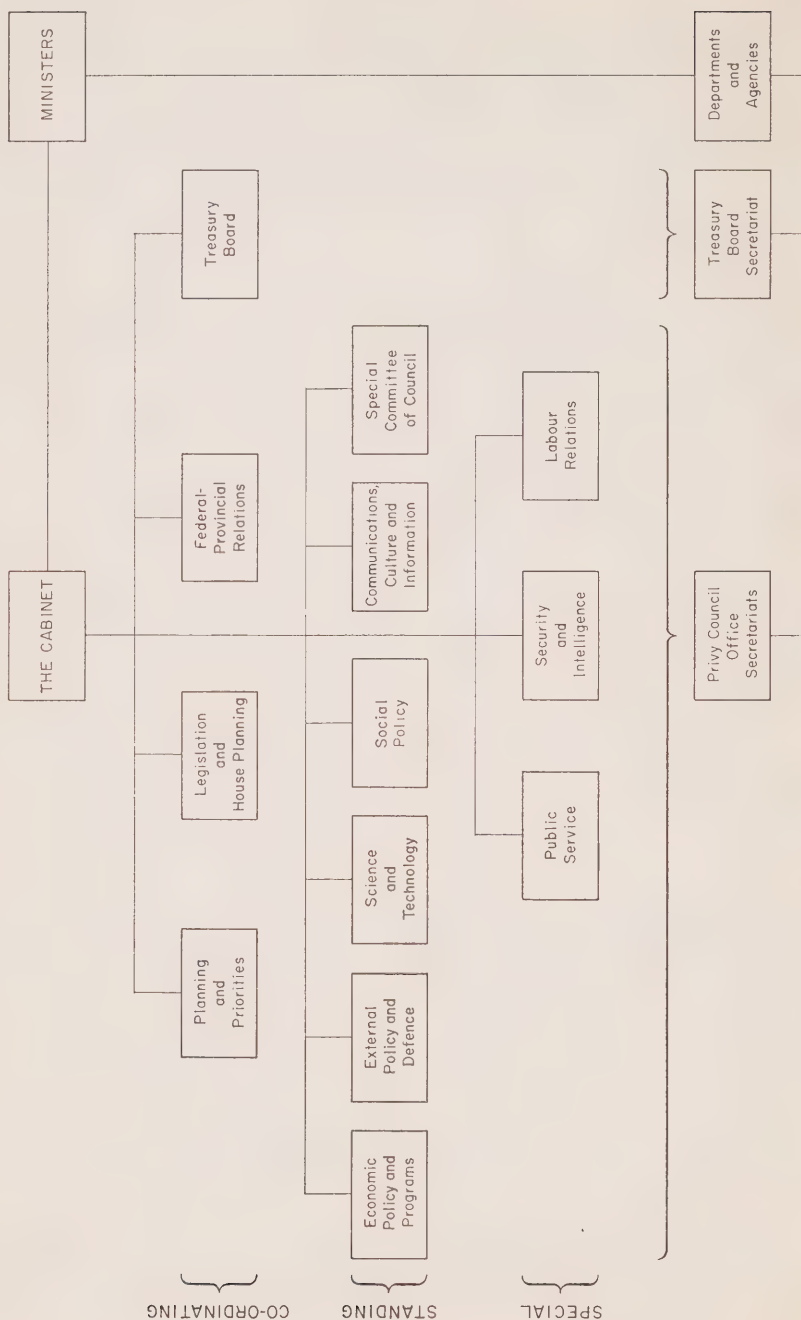 THE CABINET
MINISTERS
CO-ORDINATING
Planning
and
Priorities
Legislation
and
House Planning
Federal-
Provincial
Relations
Treasury
Board
STANDING
Economic
Policy and
Programs
External
Policy and
Defence
Science
and
Technology
Social
Policy
Communications,
Culture and
Information
Special
Committee
of Council
SPECIAL
Public
Service
Security
and
Intelligence
Labour
Relations
Privy Council
Office
Secretariats
Treasury
Board
Secretariat
Departments
and
Agencies